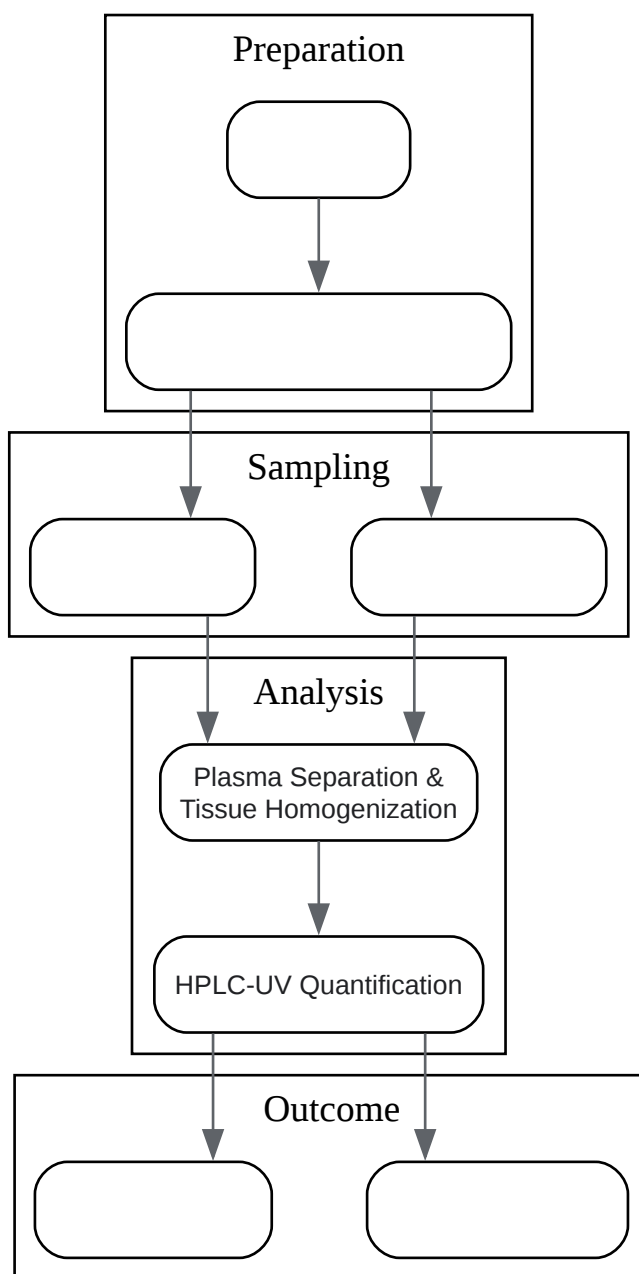 Preparation
Sampling
Analysis
Plasma Separation &
Tissue Homogenization
HPLC-UV Quantification
Outcome